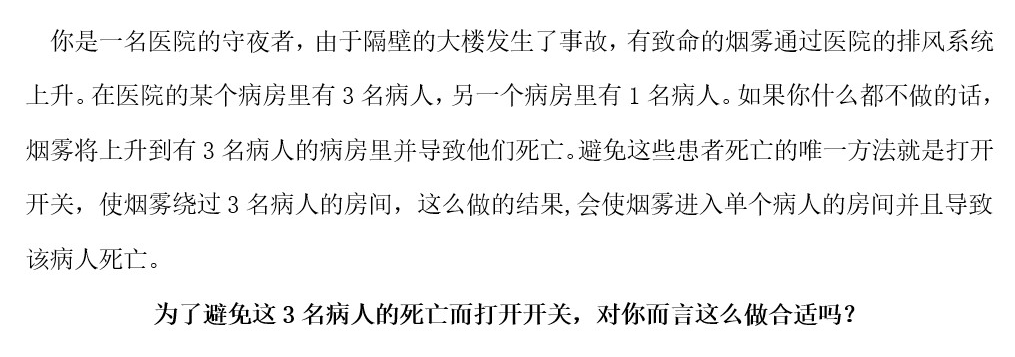 你是一名医院的守夜者，由于隔壁的大楼发生了事故，有致命的烟雾通过医院的排风系统
上升。在医院的某个病房里有 3 名病人，另一个病房里有 1 名病人。如果你什么都不做的话，
烟雾将上升到有 3 名病人的病房里并导致他们死亡。避免这些患者死亡的唯一方法就是打开
开关，使烟雾绕过 3 名病人的房间，这么做的结果,会使烟雾进入单个病人的房间并且导致
该病人死亡。
为了避免这 3 名病人的死亡而打开开关，对你而言这么做合适吗？